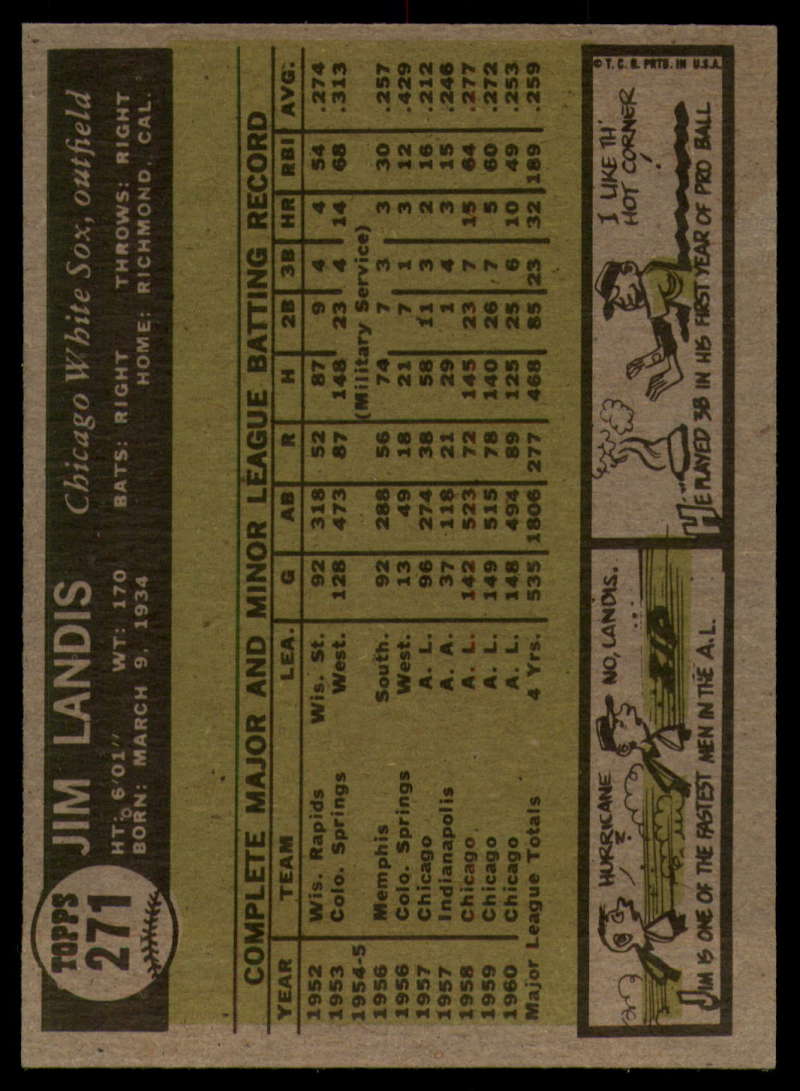 TOPPS
271
JIM LANDIS Chicago White Sox, outfield
HT: 6'01" WT: 170 BATS: RIGHT THROWS: RIGHT
BORN: MARCH 9, 1934 HOME: RICHMOND, CAL.
COMPLETE MAJOR AND MINOR LEAGUE BATTING RECORD
YEAR TEAM LEA. G AB R H 2B 3B HR RBI AVG.
1952 Wis. Rapids Wis. St. 92 318 52 87 9 4 4 54 .274
1953 Colo. Springs West. 128 473 87 148 23 4 14 68 .313
1954-5 (Military Service)
1956 Memphis South. 92 288 56 74 7 3 3 30 .257
1956 Colo. Springs West. 13 49 18 21 7 1 3 12 .429
1957 Chicago A. L. 96 274 38 58 11 3 2 16 .212
1957 Indianapolis A. A. 37 118 21 29 1 4 3 15 .246
1958 Chicago A. L. 142 523 72 145 23 7 15 64 .277
1959 Chicago A. L. 149 515 78 140 26 7 5 60 .272
1960 Chicago A. L. 148 494 89 125 25 6 10 49 .253
Major League Totals 4 Yrs. 535 1806 277 468 85 23 32 189 .259
HURRICANE ?
NO, LANDIS. ...
JIM IS ONE OF THE FASTEST MEN IN THE A.L.
I LIKE TH'
HOT CORNER!
HE PLAYED 3B IN HIS FIRST YEAR OF PRO BALL
© T. C. G. PRTD. IN U.S.A.